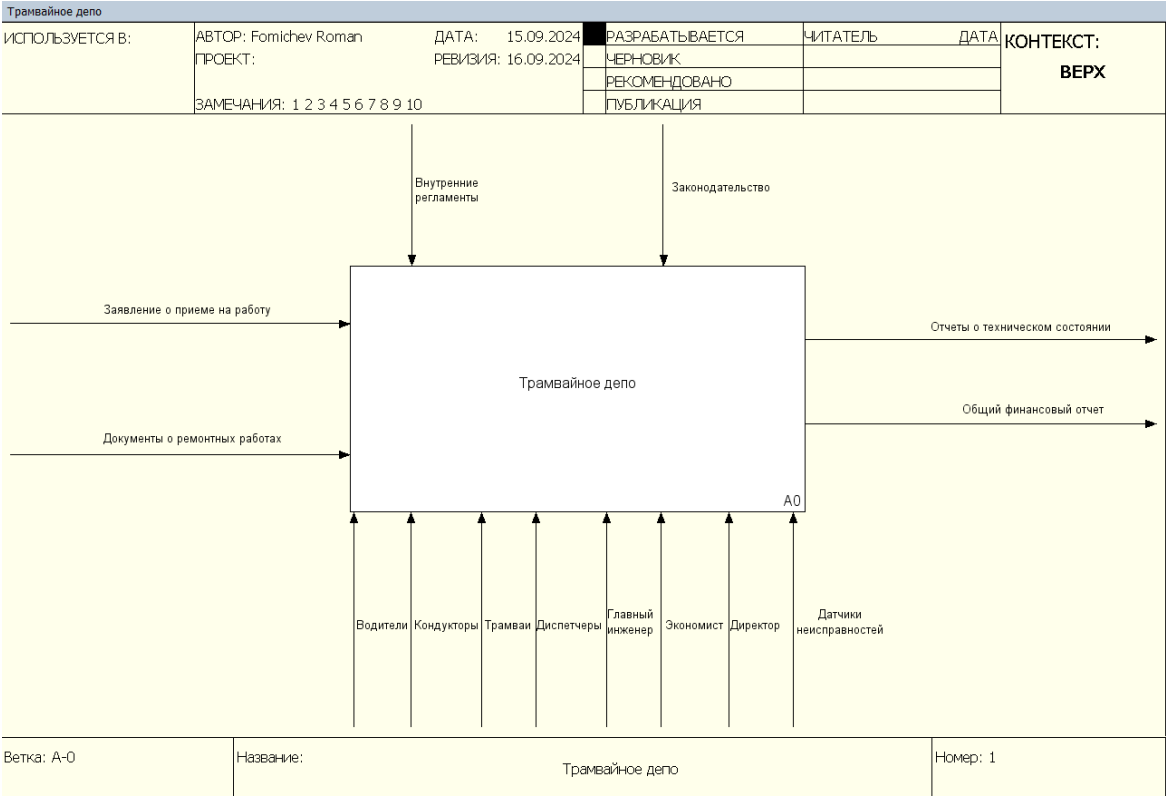 Трамвайное депо
ИСПОЛЬЗУЕТСЯ В:
АВТОР: Fomichev Roman
ДАТА: 15.09.2024
ПРОЕКТ:
РЕВИЗИЯ: 16.09.2024
ЗАМЕЧАНИЯ: 1 2 3 4 5 6 7 8 9 10
РАЗРАБАТЫВАЕТСЯ
ЧЕРНОВИК
РЕКОМЕНДОВАНО
ПУБЛИКАЦИЯ
ЧИТАТЕЛЬ
ДАТА
КОНТЕКСТ:
ВЕРХ
Внутренние
регламенты
Законодательство
Заявление о приеме на работу
Отчеты о техническом состоянии
Трамвайное депо
Общий финансовый отчет
Документы о ремонтных работах
A0
Водители
Кондукторы
Трамваи
Диспетчеры
Главный
инженер
Экономист
Директор
Датчики
неисправностей
Ветка: A-0
Название:
Трамвайное депо
Номер: 1